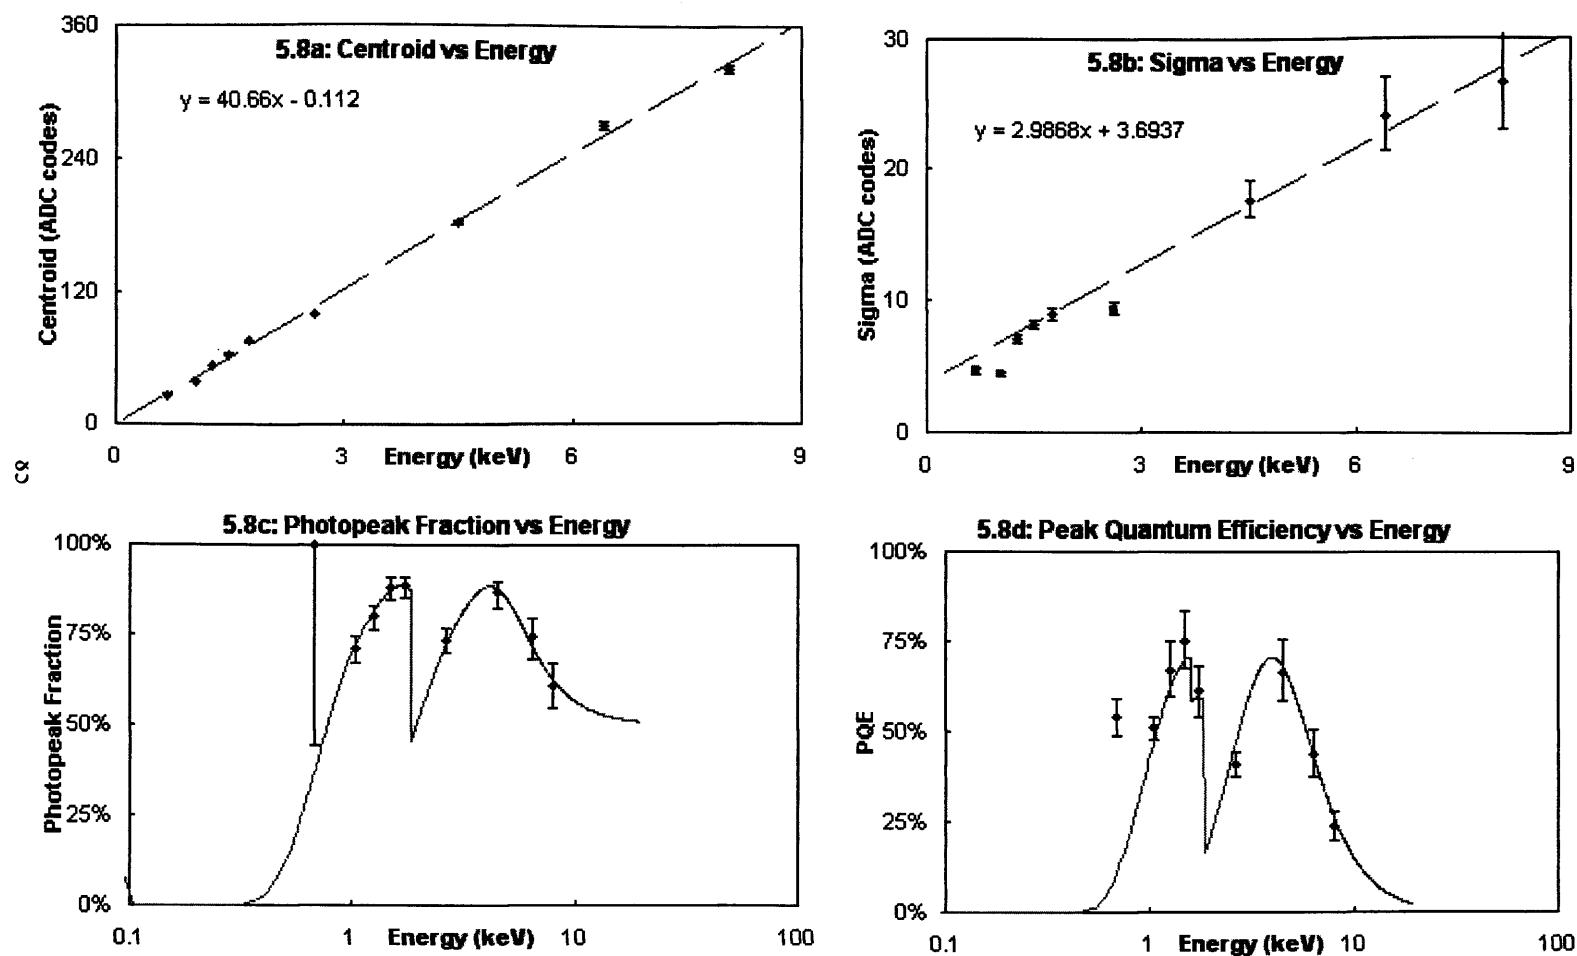 5.8a: Centroid vs Energy
y = 40.66x - 0.112
Centroid (ADC codes)
360
240
120
0
0 3 6 9
Energy (keV)
5.8b: Sigma vs Energy
y = 2.9868x + 3.6937
Sigma (ADC codes)
30
20
10
0
0 3 6 9
Energy (keV)
5.8c: Photopeak Fraction vs Energy
Photopeak Fraction
100%
75%
50%
25%
0%
0.1 1 10 100
Energy (keV)
5.8d: Peak Quantum Efficiency vs Energy
PQE
100%
75%
50%
25%
0%
0.1 1 10 100
Energy (keV)